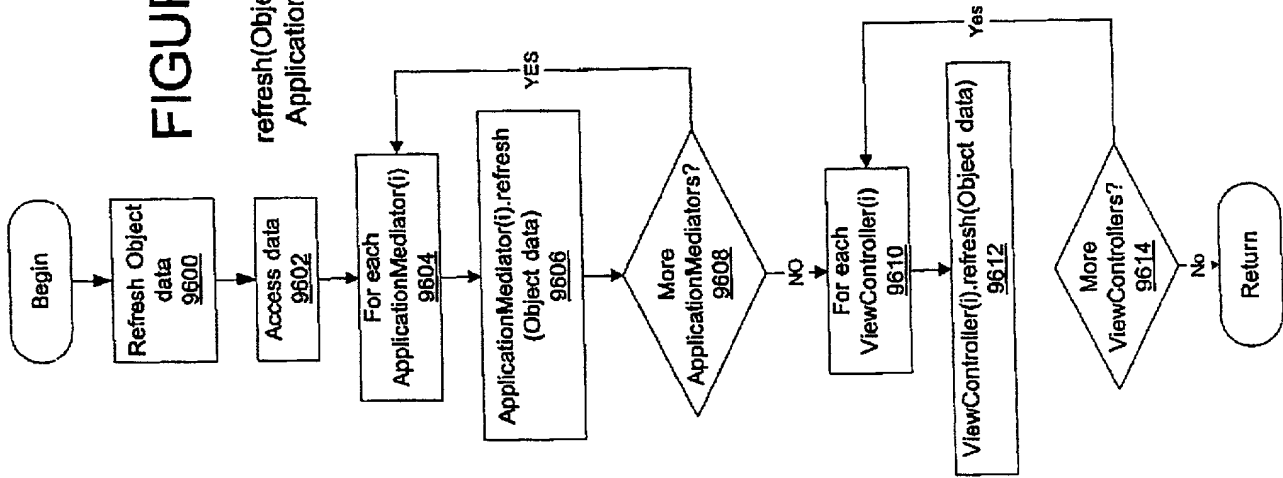 FIGUR
refresh(Obje
Application
Begin
Refresh Object
data
9600
Access data
9602
For each
ApplicationMediator(i)
9604
ApplicationMediator(i).refresh
(Object data)
9606
More
ApplicationMediators?
9608
YES
NO
For each
ViewController(i)
9610
ViewController(i).refresh(Object data)
9612
More
ViewControllers?
9614
Yes
No
Return